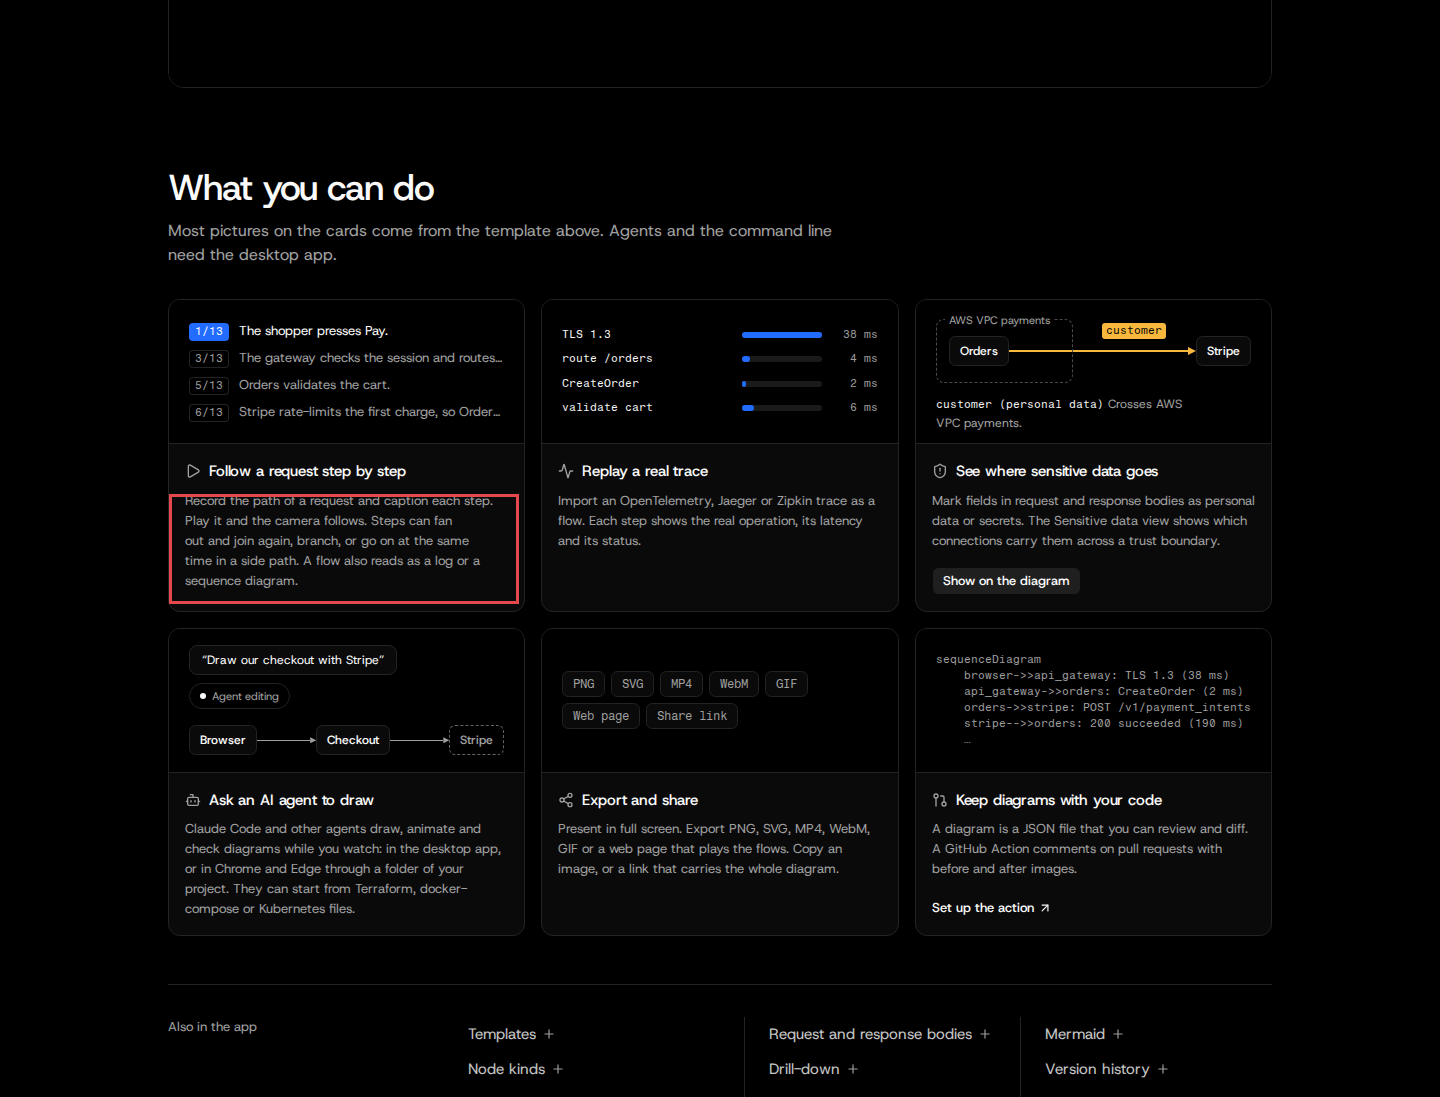 What you can do
Most pictures on the cards come from the template above. Agents and the command line
need the desktop app.
1/13 The shopper presses Pay.
3/13 The gateway checks the session and routes…
5/13 Orders validates the cart.
6/13 Stripe rate-limits the first charge, so Order…
Follow a request step by step
Record the path of a request and caption each step.
Play it and the camera follows. Steps can fan
out and join again, branch, or go on at the same
time in a side path. A flow also reads as a log or a
sequence diagram.
TLS 1.3 38 ms
route /orders 4 ms
CreateOrder 2 ms
validate cart 6 ms
Replay a real trace
Import an OpenTelemetry, Jaeger or Zipkin trace as a
flow. Each step shows the real operation, its latency
and its status.
AWS VPC payments
customer
Orders
Stripe
customer (personal data) Crosses AWS
VPC payments.
See where sensitive data goes
Mark fields in request and response bodies as personal
data or secrets. The Sensitive data view shows which
connections carry them across a trust boundary.
Show on the diagram
“Draw our checkout with Stripe”
Agent editing
Browser
Checkout
Stripe
Ask an AI agent to draw
Claude Code and other agents draw, animate and
check diagrams while you watch: in the desktop app,
or in Chrome and Edge through a folder of your
project. They can start from Terraform, docker-
compose or Kubernetes files.
PNG SVG MP4 WebM GIF
Web page Share link
Export and share
Present in full screen. Export PNG, SVG, MP4, WebM,
GIF or a web page that plays the flows. Copy an
image, or a link that carries the whole diagram.
sequenceDiagram
browser->>api_gateway: TLS 1.3 (38 ms)
api_gateway->>orders: CreateOrder (2 ms)
orders->>stripe: POST /v1/payment_intents
stripe-->>orders: 200 succeeded (190 ms)
…
Keep diagrams with your code
A diagram is a JSON file that you can review and diff.
A GitHub Action comments on pull requests with
before and after images.
Set up the action
Also in the app
Templates +
Node kinds +
Request and response bodies +
Drill-down +
Mermaid +
Version history +